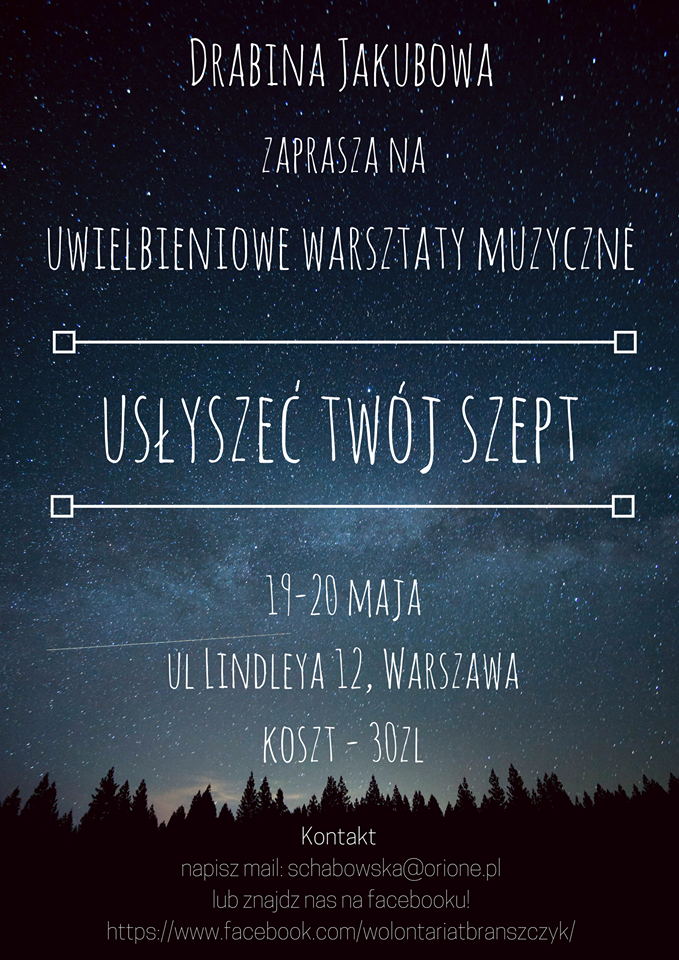 Drabina Jakubowa
zaprasza na
uwielbieniowe warsztaty muzyczne
usłyszeć twój szept
19-20 maja
ul Lindleya 12, Warszawa
koszt - 30zl
Kontakt
napisz mail: schabowska@orione.pl
lub znajdz nas na facebooku!
https://www.facebook.com/wolontariatbranszczyk/